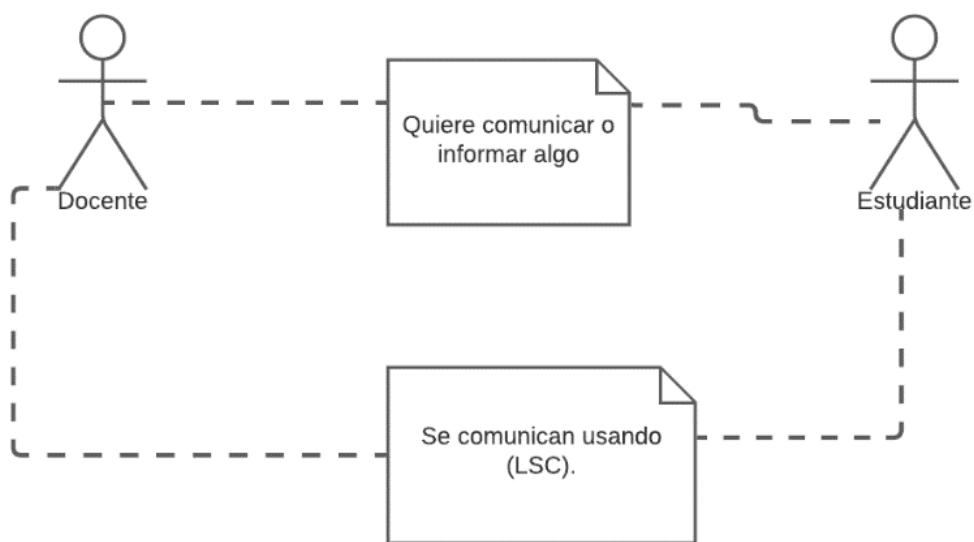 Quiere comunicar o
informar algo
Docente
Estudiante
Se comunican usando
(LSC).